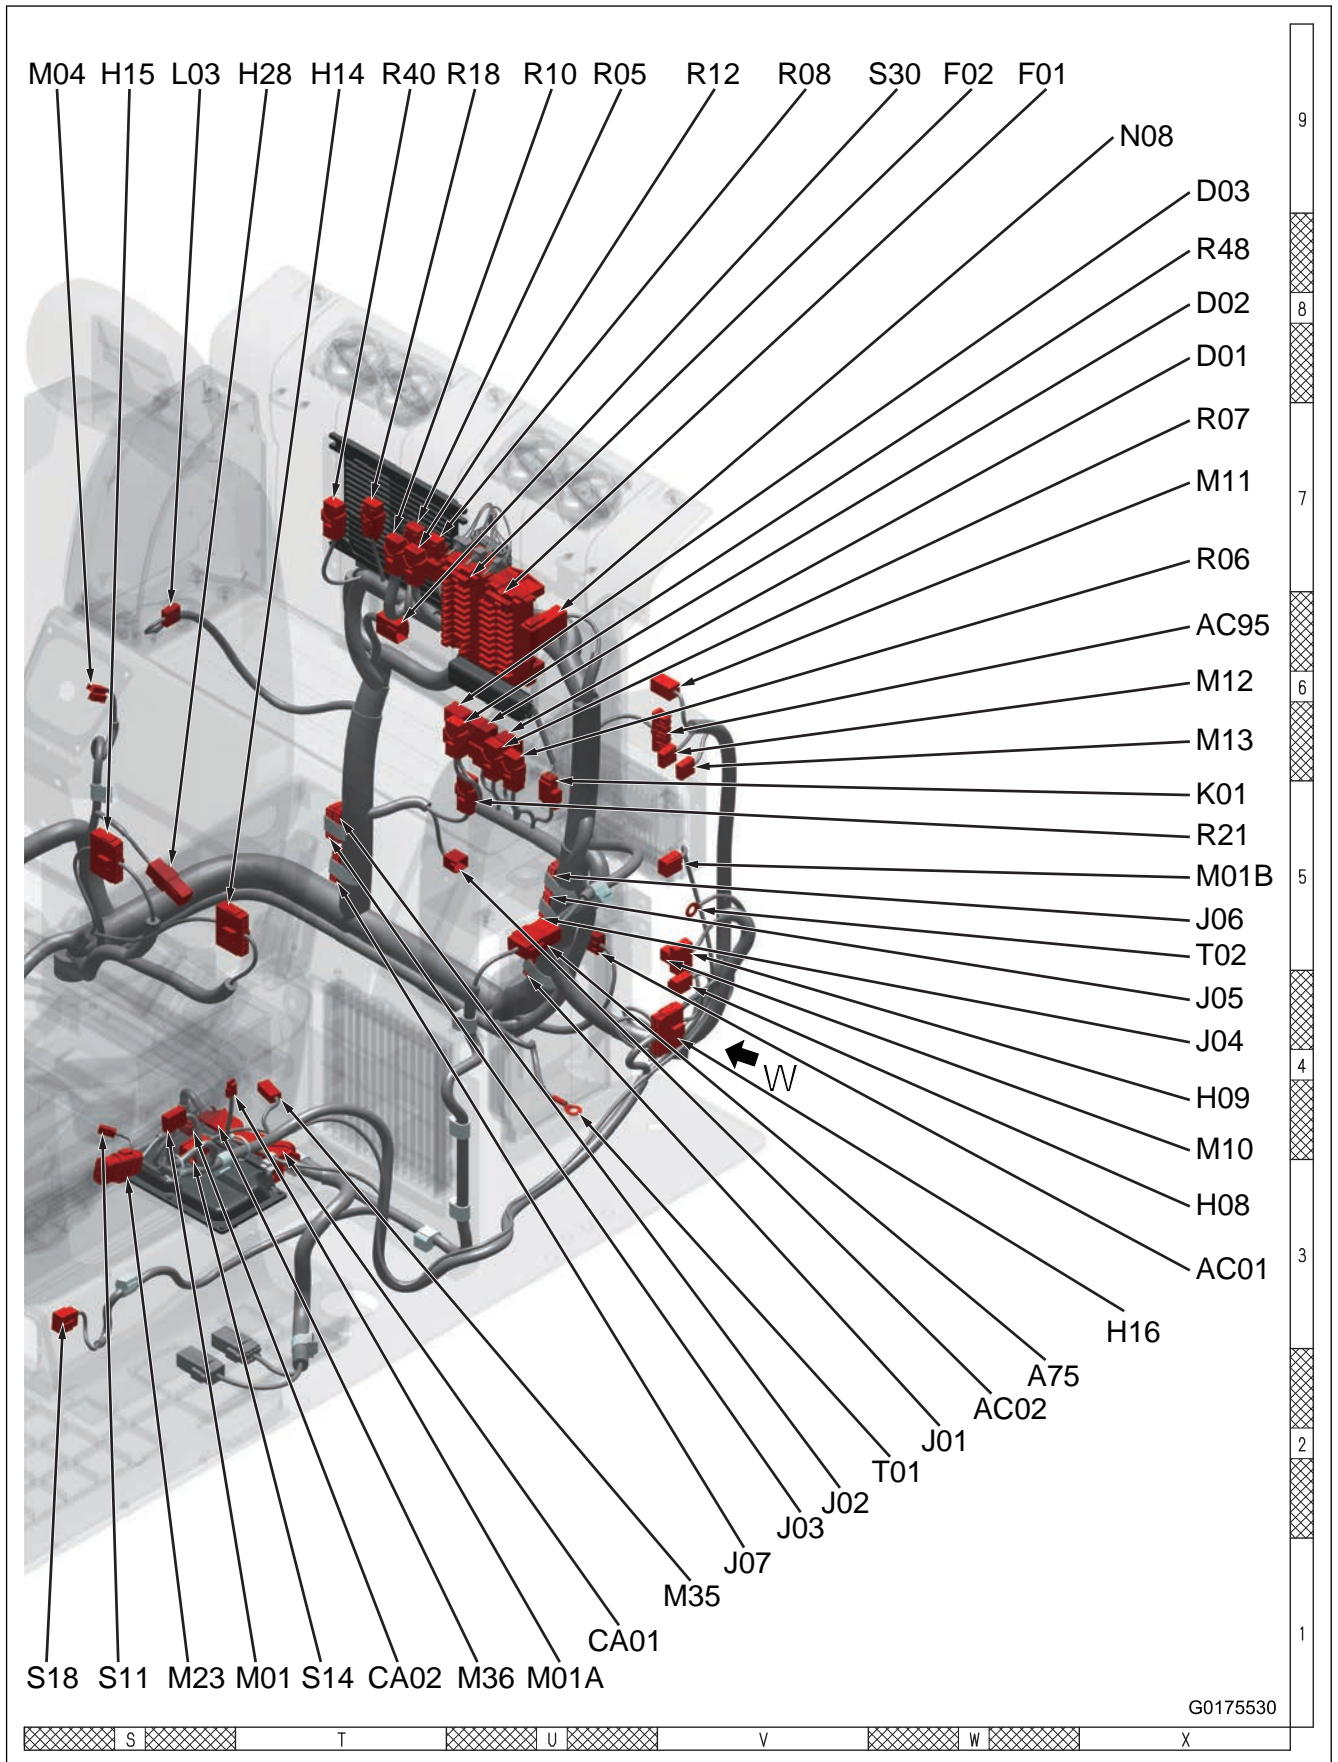 M04 H15 L03 H28 H14 R40 R18 R10 R05 R12 R08 S30 F02 F01
9
N08
D03
R48
D02
8
D01
R07
M11
7
R06
AC95
M12
6
M13
K01
R21
M01B
5
J06
T02
J05
J04
W
4
H09
M10
H08
3
AC01
H16
A75
AC02
J01
2
T01
J02
J03
J07
M35
CA01
1
S18 S11 M23 M01 S14 CA02 M36 M01A
G0175530
S T U V W X